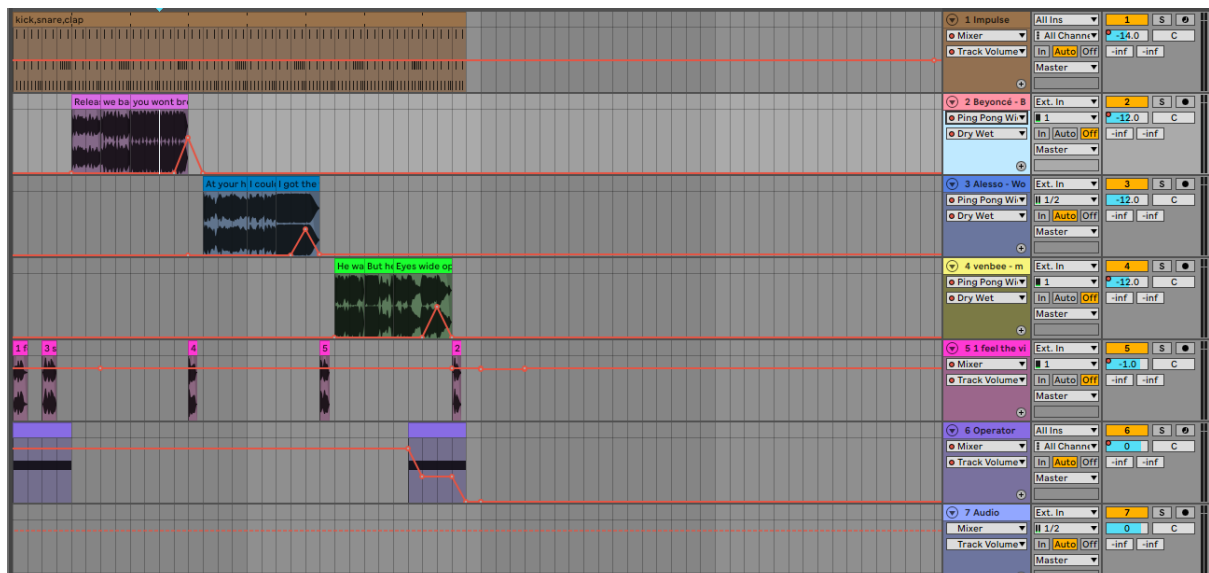 kick,snare,clap
1 Impulse All Ins 1 S
Mixer All Channe -14.0 C
Track Volume In Auto Off -inf -inf
Master
Releas we ba you wont bre
2 Beyoncé - B Ext. In 2 S
Ping Pong Wi 1 -12.0 C
Dry Wet In Auto Off -inf -inf
Master
At your h I could I got the
3 Alesso - Wo Ext. In 3 S
Ping Pong Wi 1/2 -12.0 C
Dry Wet In Auto Off -inf -inf
Master
He wa But he Eyes wide op
4 venbee - m Ext. In 4 S
Ping Pong Wi 1 -12.0 C
Dry Wet In Auto Off -inf -inf
Master
1 f 3 s 4 5 2
5 1 feel the vi Ext. In 5 S
Mixer 1 -1.0 C
Track Volume In Auto Off -inf -inf
Master
6 Operator All Ins 6 S
Mixer All Channe 0 C
Track Volume In Auto Off -inf -inf
Master
7 Audio Ext. In 7 S
Mixer 1/2 0 C
Track Volume In Auto Off -inf -inf
Master